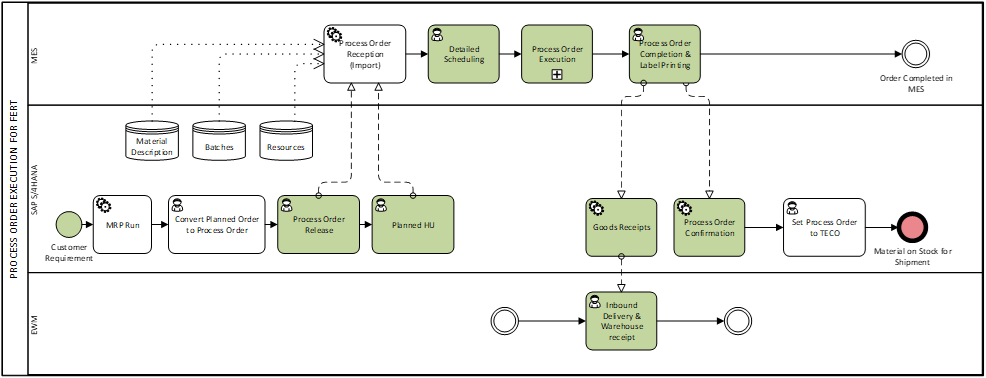 PROCESS ORDER EXECUTION FOR FERT
MES
Process Order
Reception
(Import)
Detailed
Scheduling
Process Order
Execution
Process Order
Completion &
Label Printing
Order Completed in
MES
SAP S/4HANA
Material
Description
Batches
Resources
Customer
Requirement
MRP Run
Convert Planned Order
to Process Order
Process Order
Release
Planned HU
Goods Receipts
Process Order
Confirmation
Set Process Order
to TECO
Material on Stock for
Shipment
EWM
Inbound
Delivery &
Warehouse
receipt